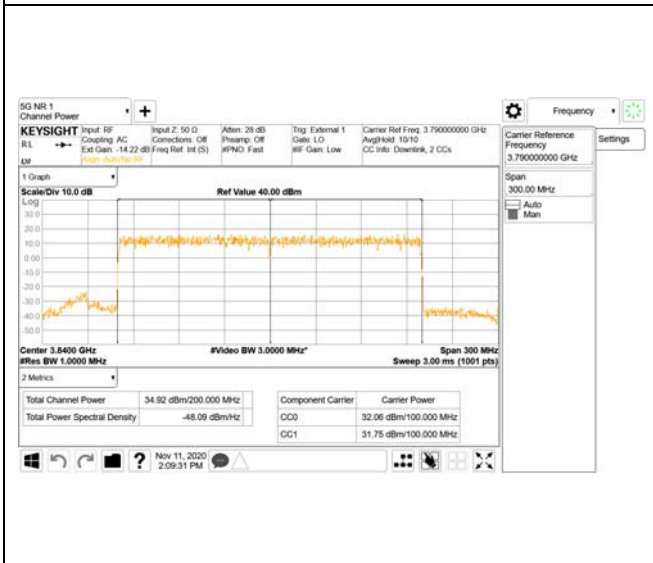 5G NR 1
Channel Power
+
Frequency
KEYSIGHT Input: RF Input Z: 50 Ω Atten: 28 dB Trig: External 1 Carrier Ref Freq: 3.790000000 GHz
RL Coupling: AC Corrections: Off Preamp: Off Gate: LO Avg|Hold: 10/10
Ext Gain: -14.22 dB Freq Ref: Int (S) #PNO: Fast #IF Gain: Low CC Info: Downlink, 2 CCs
Align: Auto/No RF
Carrier Reference
Frequency
3.790000000 GHz
Settings
Span
300.00 MHz
Auto
Man
1 Graph
Scale/Div 10.0 dB Ref Value 40.00 dBm
Log
30.0
20.0
10.0
0.00
-10.0
-20.0
-30.0
-40.0
-50.0
Center 3.8400 GHz #Video BW 3.0000 MHz* Span 300 MHz
#Res BW 1.0000 MHz Sweep 3.00 ms (1001 pts)
2 Metrics
Total Channel Power 34.92 dBm/200.000 MHz
Total Power Spectral Density -48.09 dBm/Hz
Component Carrier Carrier Power
CC0 32.06 dBm/100.000 MHz
CC1 31.75 dBm/100.000 MHz
?
Nov 11, 2020
2:09:31 PM